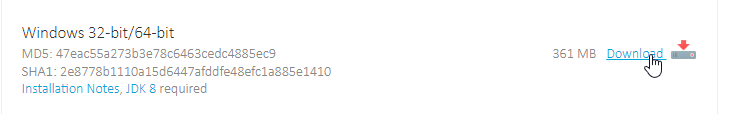 Windows 32-bit/64-bit
MD5: 47eac55a273b3e78c6463cedc4885ec9
361 MB Download
SHA1: 2e8778b1110a15d6447afddfe48efc1a885e1410
Installation Notes, JDK 8 required